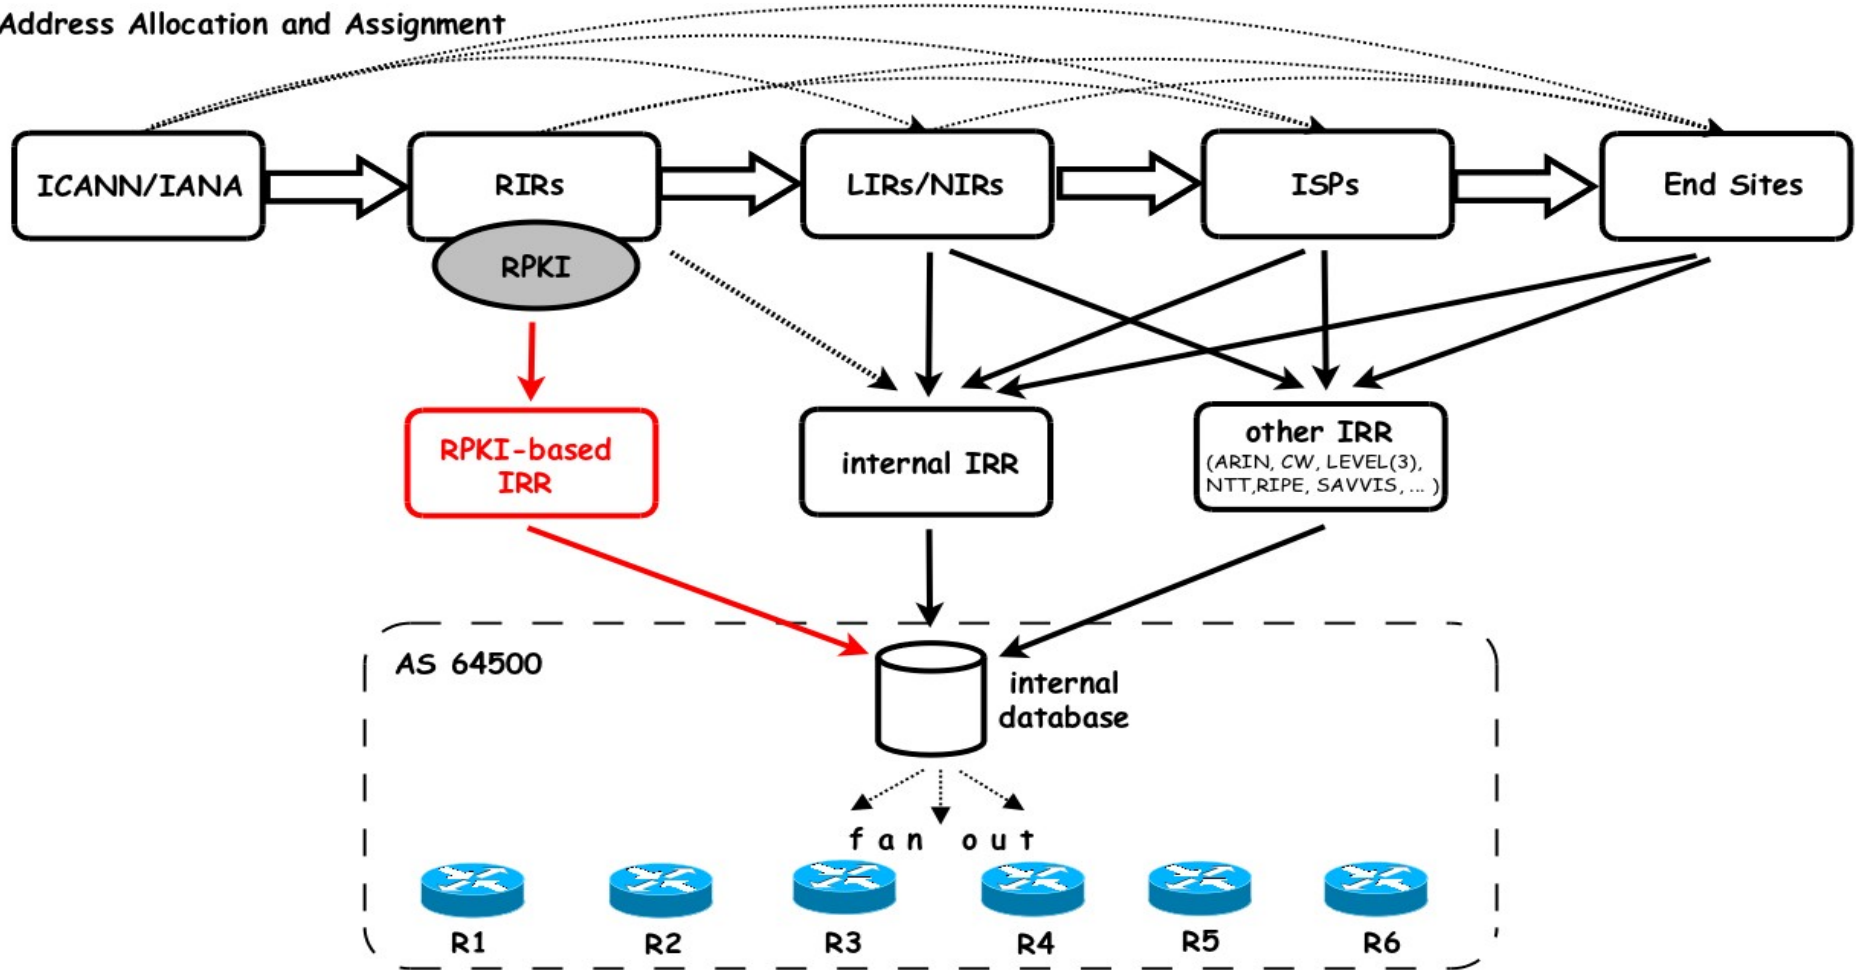 Address Allocation and Assignment
ICANN/IANA
RIRs
LIRs/NIRs
ISPs
End Sites
RPKI
RPKI-based
IRR
internal IRR
other IRR
(ARIN, CW, LEVEL(3),
NTT,RIPE, SAVVIS, ... )
AS 64500
internal
database
fan out
R1
R2
R3
R4
R5
R6